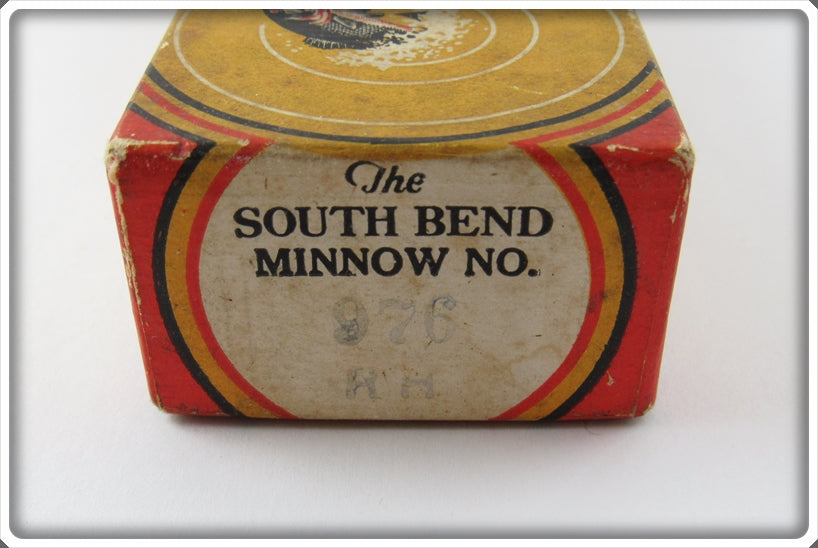 The
SOUTH BEND
MINNOW NO.
976
RH